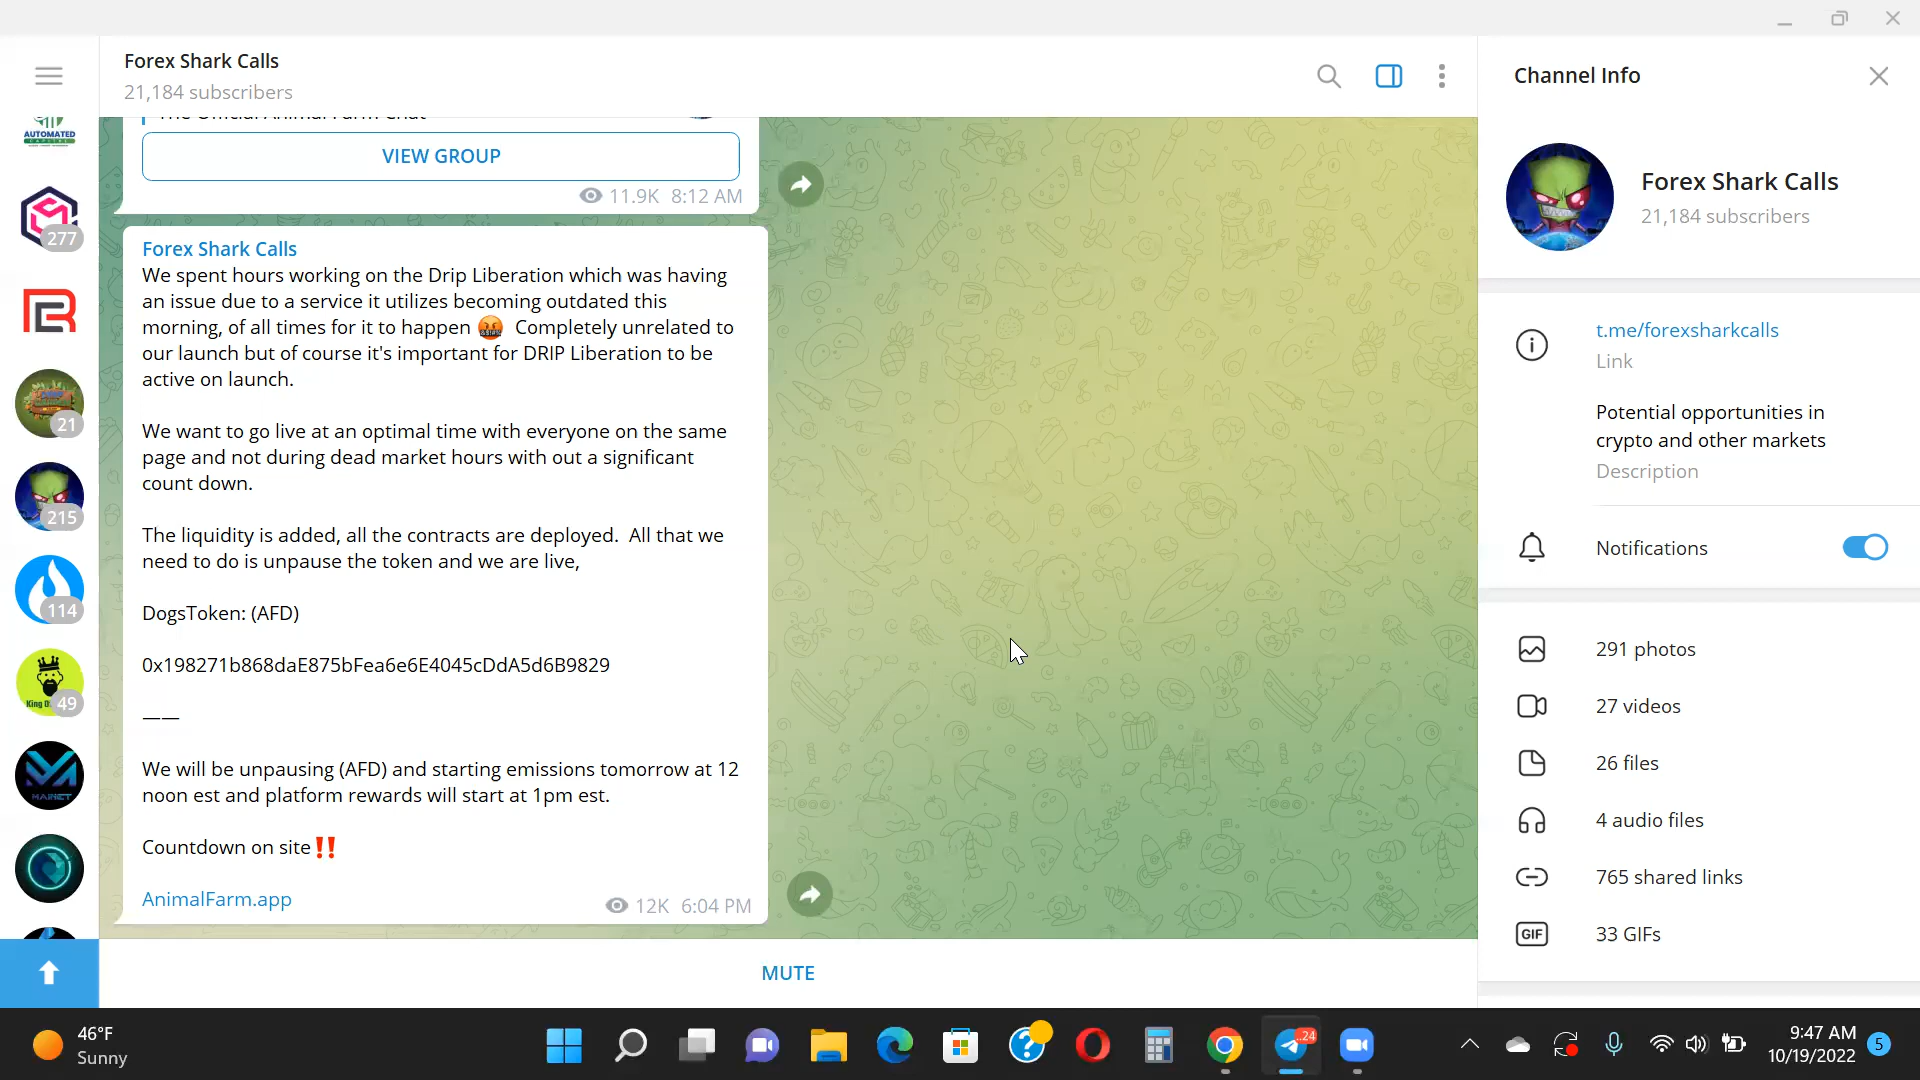 Forex Shark Calls
21,184 subscribers
Channel Info
AUTOMATED
The Official Animal Farm Chat
VIEW GROUP
11.9K 8:12 AM
277
Forex Shark Calls
We spent hours working on the Drip Liberation which was having
an issue due to a service it utilizes becoming outdated this
morning, of all times for it to happen 🤬 Completely unrelated to
our launch but of course it's important for DRIP Liberation to be
active on launch.
We want to go live at an optimal time with everyone on the same
page and not during dead market hours with out a significant
count down.
The liquidity is added, all the contracts are deployed. All that we
need to do is unpause the token and we are live,
DogsToken: (AFD)
0x198271b868daE875bFea6e6E4045cDdA5d6B9829
——
We will be unpausing (AFD) and starting emissions tomorrow at 12
noon est and platform rewards will start at 1pm est.
Countdown on site‼️
AnimalFarm.app
12K 6:04 PM
21
215
114
King D
49
MAINET
MUTE
Forex Shark Calls
21,184 subscribers
t.me/forexsharkcalls
Link
Potential opportunities in
crypto and other markets
Description
Notifications
291 photos
27 videos
26 files
4 audio files
765 shared links
GIF
33 GIFs
46°F
Sunny
..24
9:47 AM
10/19/2022
5